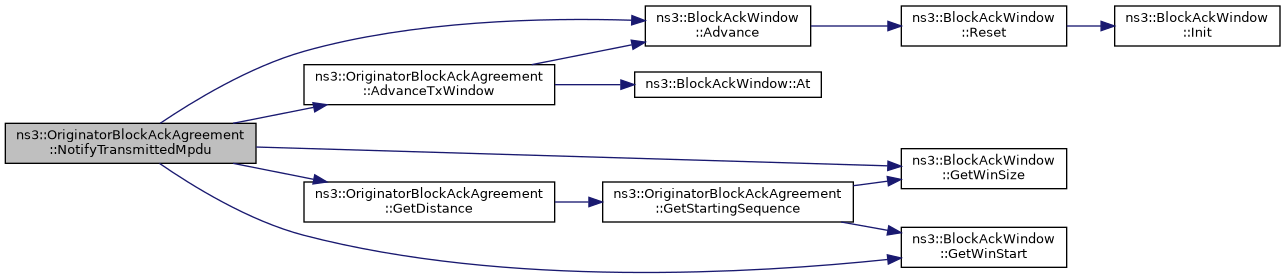 ns3::OriginatorBlockAckAgreement
::NotifyTransmittedMpdu
ns3::BlockAckWindow
::Advance
ns3::BlockAckWindow
::Reset
ns3::BlockAckWindow
::Init
ns3::OriginatorBlockAckAgreement
::AdvanceTxWindow
ns3::BlockAckWindow::At
ns3::OriginatorBlockAckAgreement
::GetDistance
ns3::OriginatorBlockAckAgreement
::GetStartingSequence
ns3::BlockAckWindow
::GetWinSize
ns3::BlockAckWindow
::GetWinStart